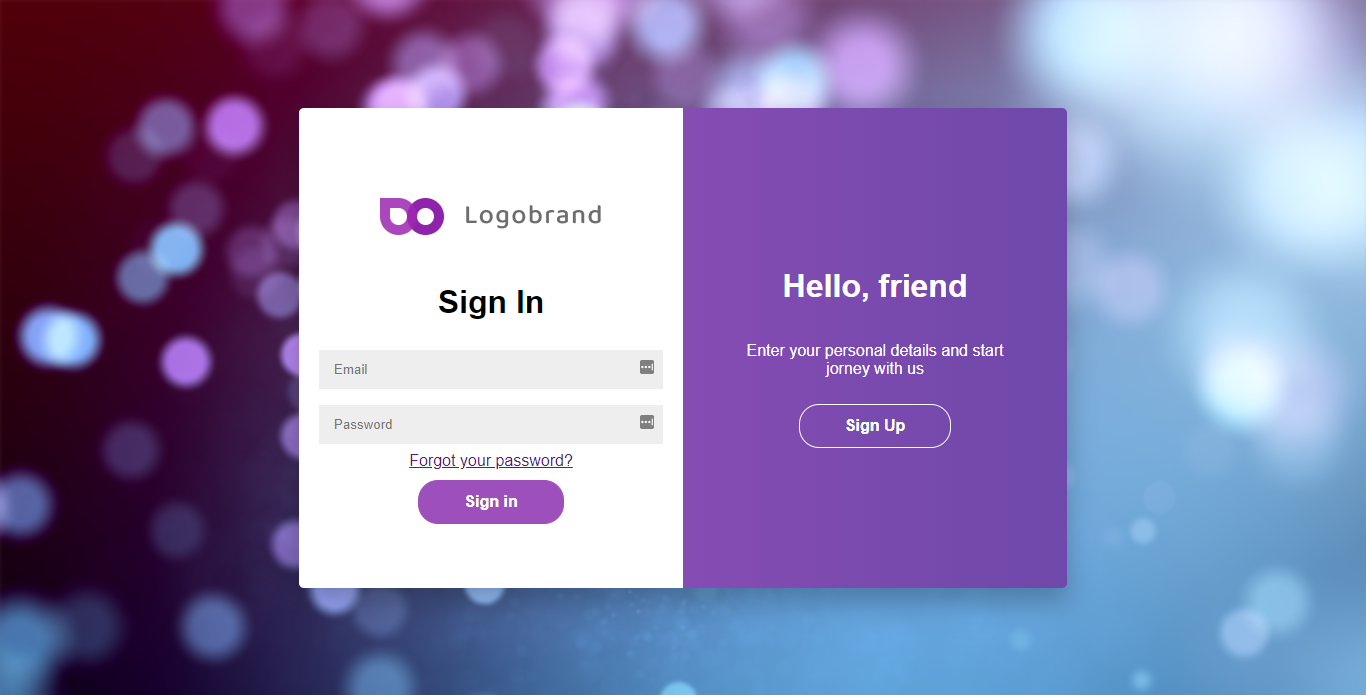 Logobrand
Sign In
Email
Password
Forgot your password?
Sign in
Hello, friend
Enter your personal details and start
jorney with us
Sign Up